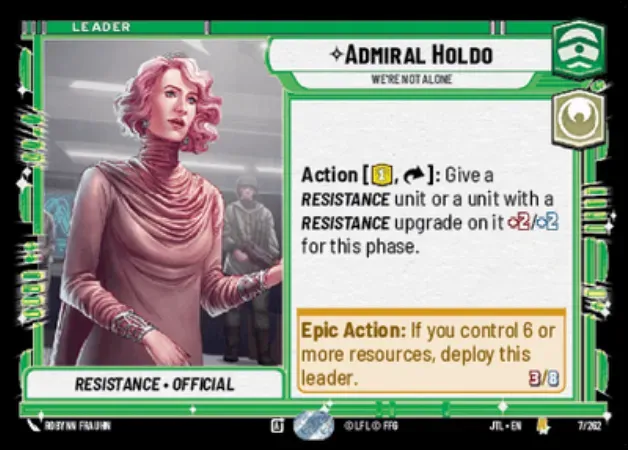 LEADER
ADMIRAL HOLDO
WE'RE NOT ALONE
Action [1, ]: Give a
RESISTANCE unit or a unit with a
RESISTANCE upgrade on it +2/+2
for this phase.
Epic Action: If you control 6 or
more resources, deploy this
leader. 3/8
RESISTANCE • OFFICIAL
ROBYNN FRAUHN
A
©LFL © FFG
JTL • EN
7/262